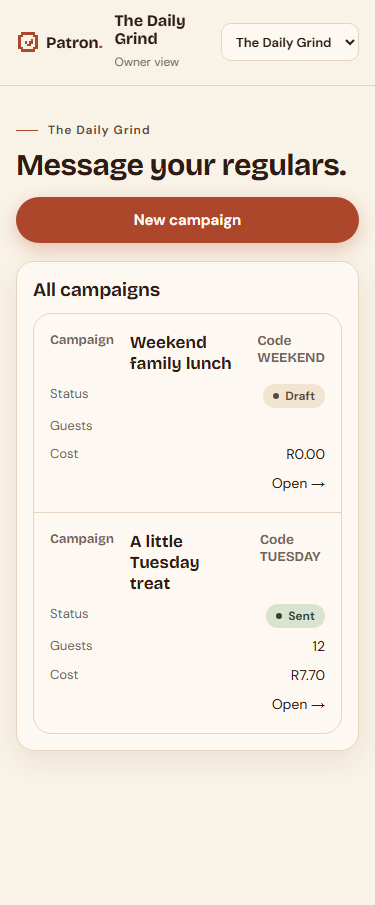 Patron.
The Daily
Grind
Owner view
The Daily Grind
The Daily Grind
Message your regulars.
New campaign
All campaigns
Campaign
Weekend
family lunch
Code
WEEKEND
Status
Draft
Guests
Cost
R0.00
Open →
Campaign
A little
Tuesday
treat
Code
TUESDAY
Status
Sent
Guests
12
Cost
R7.70
Open →